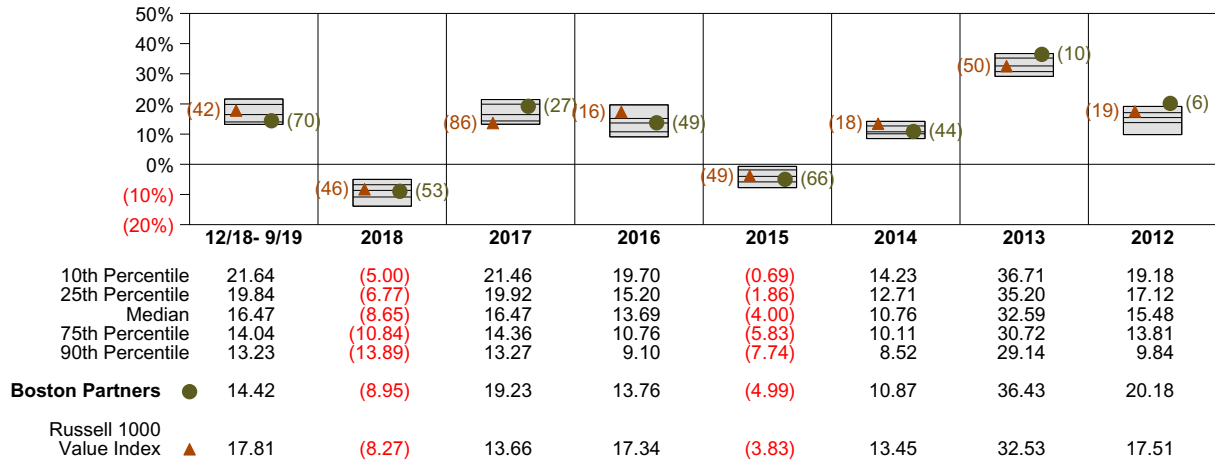 50%
40%
30%
20%
10%
0%
(10%)
(20%)
(42) (70) (46) (53) (86) (27) (16) (49) (49) (66) (18) (44) (50) (10) (19) (6)
12/18- 9/19 2018 2017 2016 2015 2014 2013 2012
10th Percentile 21.64 (5.00) 21.46 19.70 (0.69) 14.23 36.71 19.18
25th Percentile 19.84 (6.77) 19.92 15.20 (1.86) 12.71 35.20 17.12
Median 16.47 (8.65) 16.47 13.69 (4.00) 10.76 32.59 15.48
75th Percentile 14.04 (10.84) 14.36 10.76 (5.83) 10.11 30.72 13.81
90th Percentile 13.23 (13.89) 13.27 9.10 (7.74) 8.52 29.14 9.84
Boston Partners 14.42 (8.95) 19.23 13.76 (4.99) 10.87 36.43 20.18
Russell 1000
Value Index 17.81 (8.27) 13.66 17.34 (3.83) 13.45 32.53 17.51